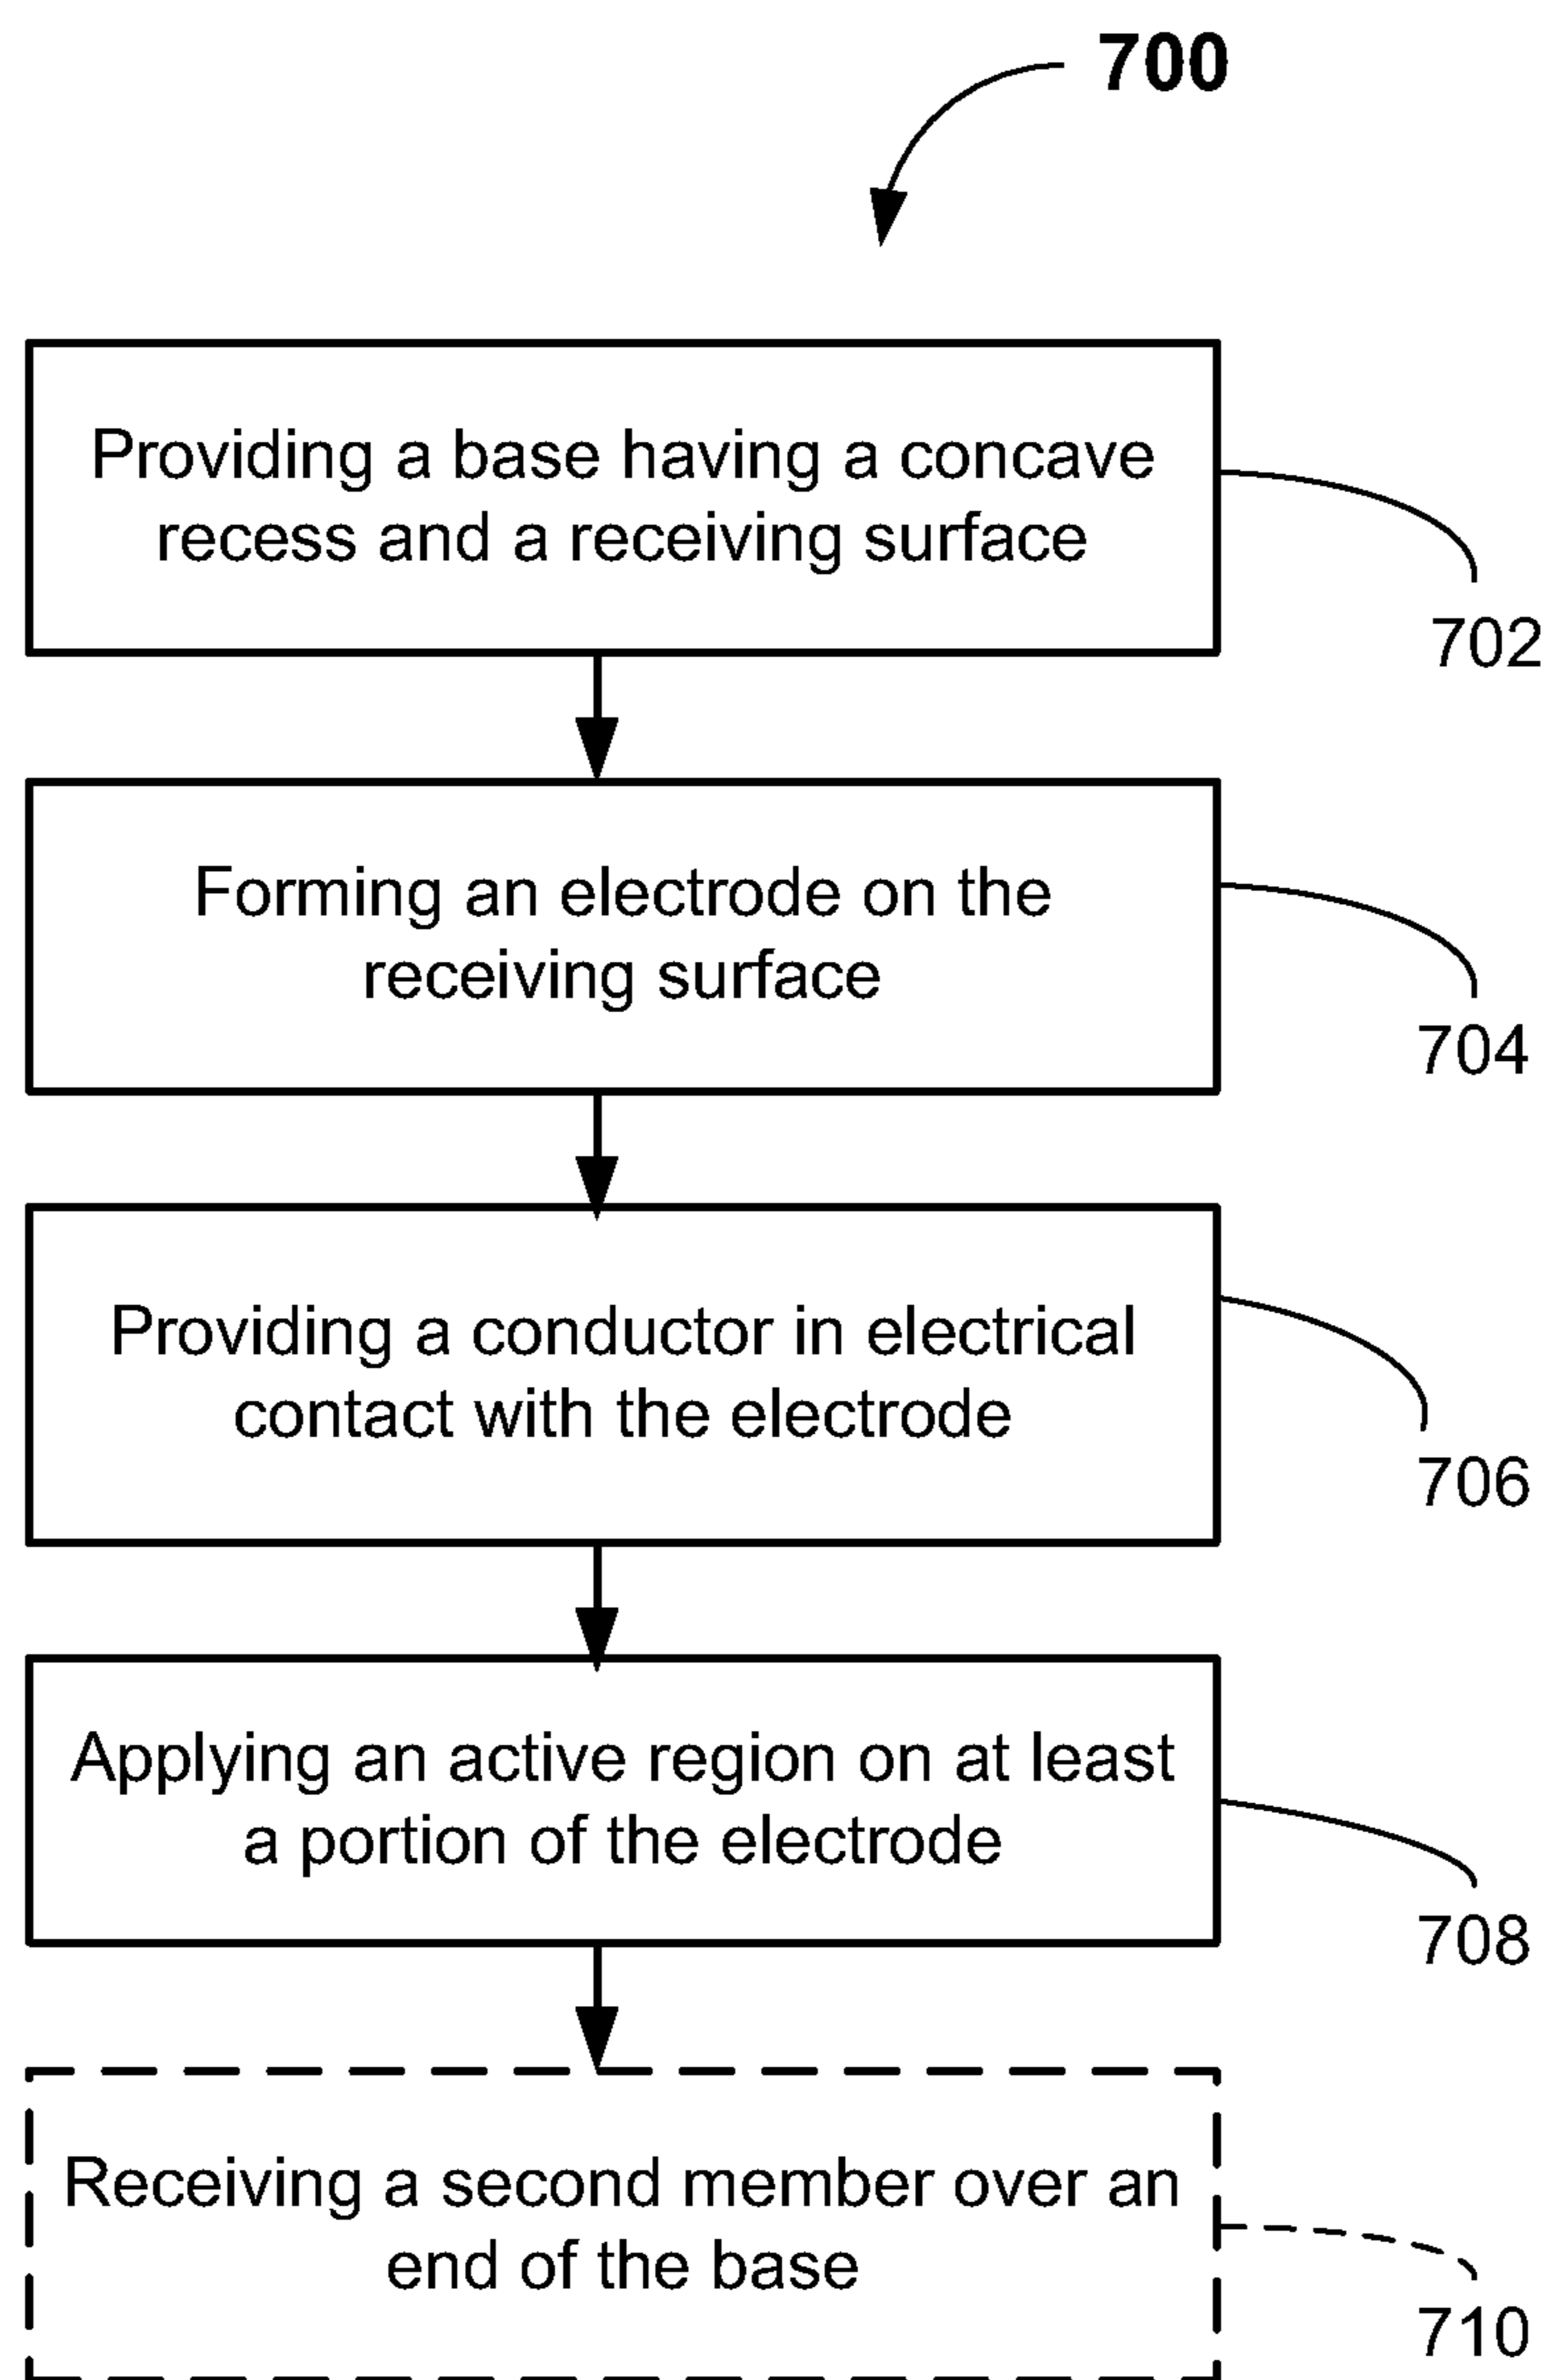 700
Providing a base having a concave
recess and a receiving surface
702
Forming an electrode on the
receiving surface
704
Providing a conductor in electrical
contact with the electrode
706
Applying an active region on at least
a portion of the electrode
708
Receiving a second member over an
end of the base
710